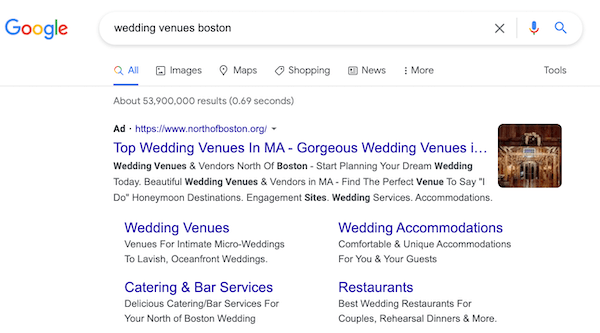 Google
wedding venues boston
All Images Maps Shopping News More Tools
About 53,900,000 results (0.69 seconds)
Ad · https://www.northofboston.org/
Top Wedding Venues In MA - Gorgeous Wedding Venues i...
Wedding Venues & Vendors North Of Boston - Start Planning Your Dream Wedding
Today. Beautiful Wedding Venues & Vendors in MA - Find The Perfect Venue To Say "I
Do" Honeymoon Destinations. Engagement Sites. Wedding Services. Accommodations.
Wedding Venues
Venues For Intimate Micro-Weddings
To Lavish, Oceanfront Weddings.
Wedding Accommodations
Comfortable & Unique Accommodations
For You & Your Guests
Catering & Bar Services
Delicious Catering/Bar Services For
Your North of Boston Wedding
Restaurants
Best Wedding Restaurants For
Couples, Rehearsal Dinners & More.